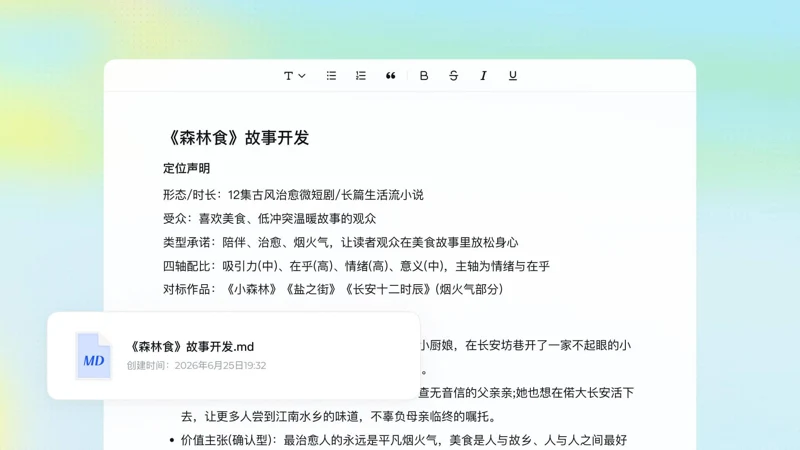 T
B S I U
《森林食》故事开发
定位声明
形态/时长：12集古风治愈微短剧/长篇生活流小说
受众：喜欢美食、低冲突温暖故事的观众
类型承诺：陪伴、治愈、烟火气，让读者观众在美食故事里放松身心
四轴配比：吸引力(中)、在乎(高)、情绪(高)、意义(中)，主轴为情绪与在乎
对标作品：《小森林》《盐之街》《长安十二时辰》(烟火气部分)
小厨娘，在长安坊巷开了一家不起眼的小
。
MD
《森林食》故事开发.md
创建时间：2026年6月25日19:32
查无音信的父亲亲;她也想在偌大长安活下
去，让更多人尝到江南水乡的味道，不辜负母亲临终的嘱托。
• 价值主张(确认型)：最治愈人的永远是平凡烟火气，美食是人与故乡、人与人之间最好